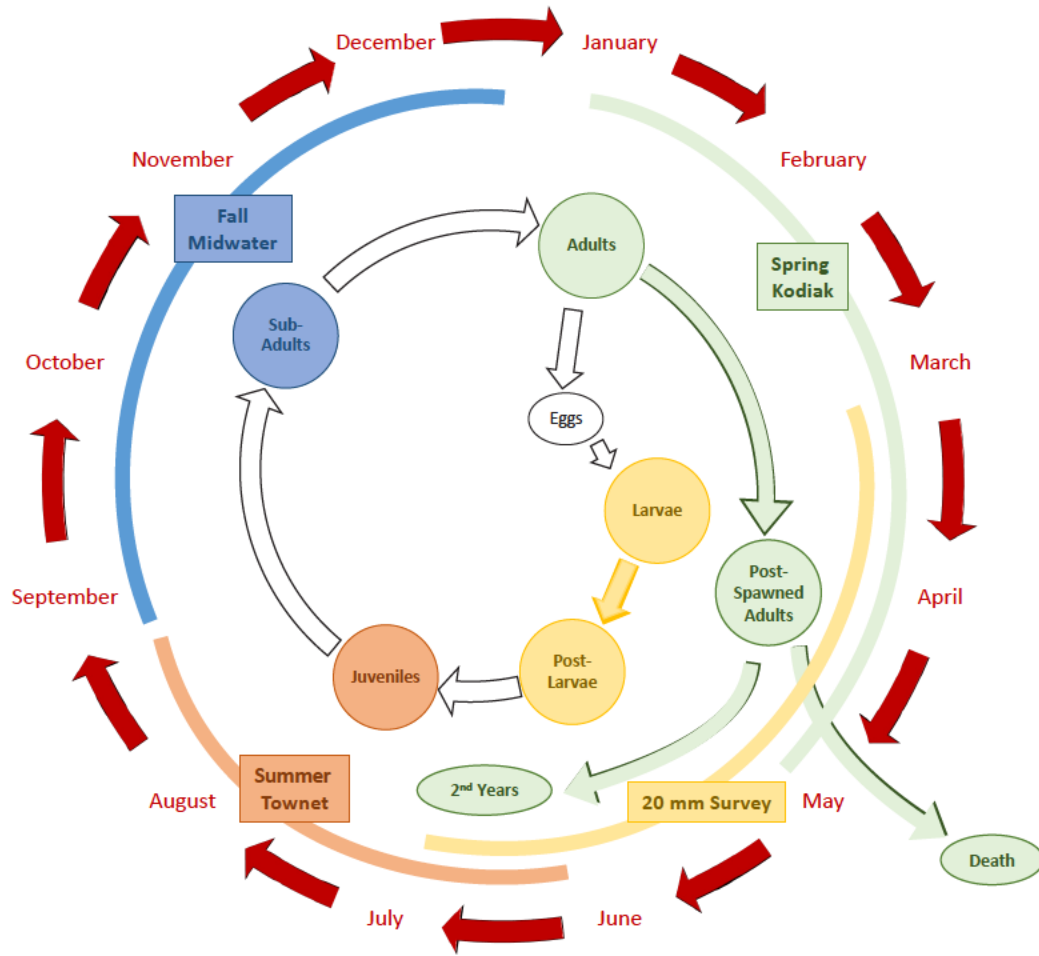 December
January
November
February
Fall
Midwater
Adults
Spring
Kodiak
Sub-
Adults
October
March
Eggs
Larvae
September
April
Post-
Spawned
Adults
Juveniles
Post-
Larvae
August
Summer
Townet
2nd Years
20 mm Survey
May
Death
July
June